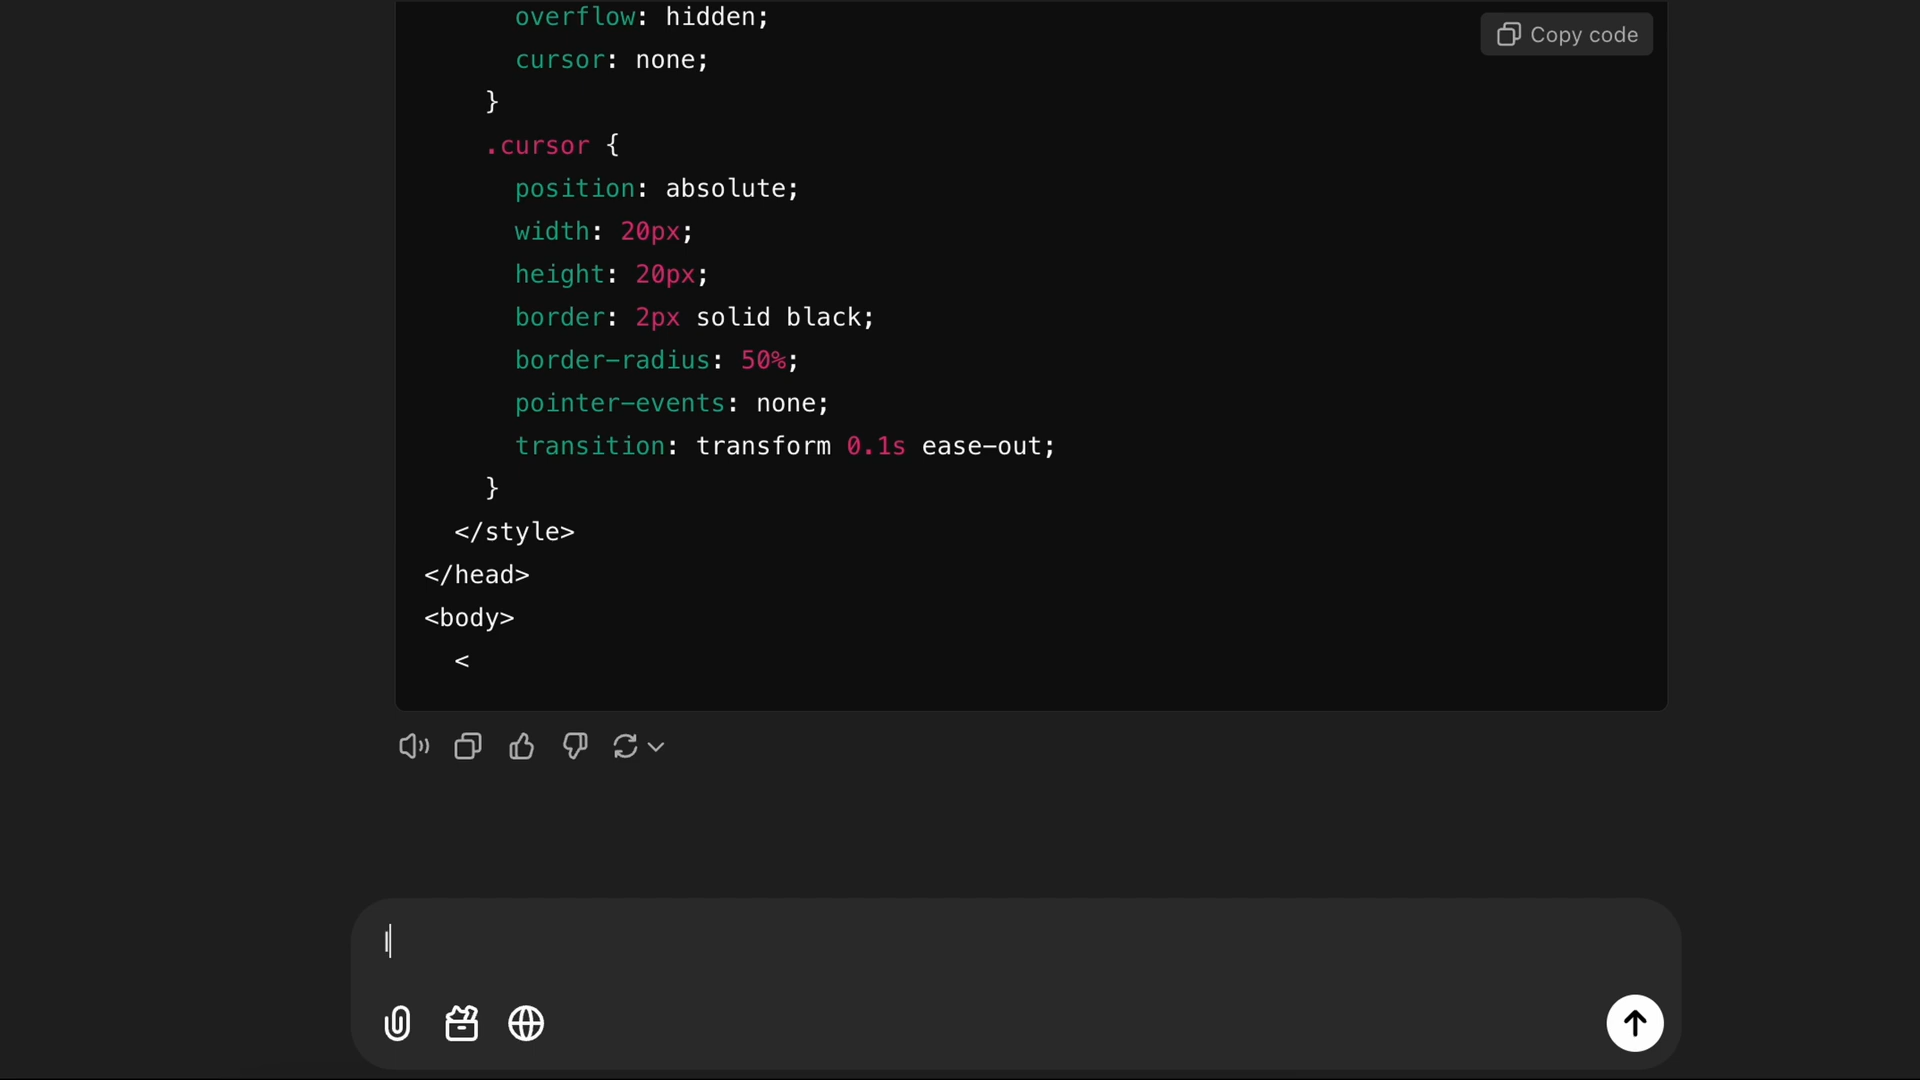 overflow: hidden;
Copy code
cursor: none;
}
.cursor {
position: absolute;
width: 20px;
height: 20px;
border: 2px solid black;
border-radius: 50%;
pointer-events: none;
transition: transform 0.1s ease-out;
}
</style>
</head>
<body>
<